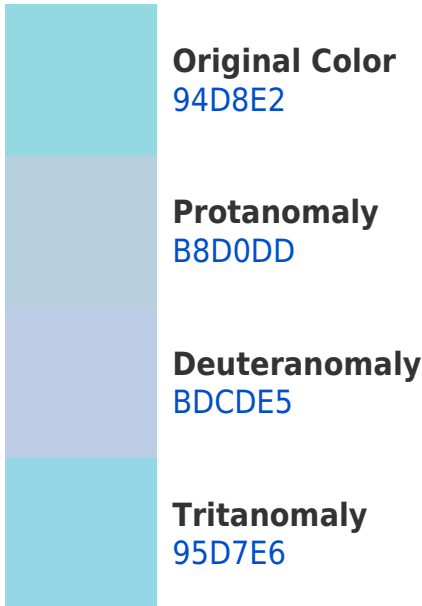 Original Color
94D8E2
Protanomaly
B8D0DD
Deuteranomaly
BDCDE5
Tritanomaly
95D7E6